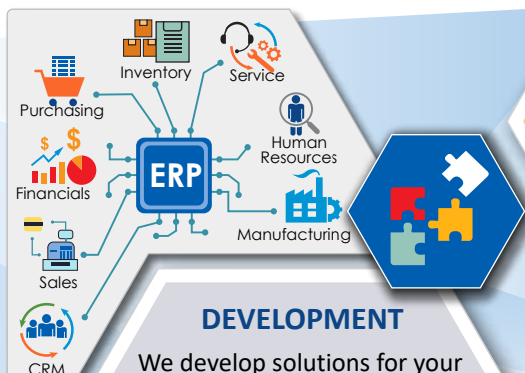 Inventory
Service
Purchasing
Human
Resources
$
$
ERP
Financials
Manufacturing
Sales
CRM
DEVELOPMENT
We develop solutions for your